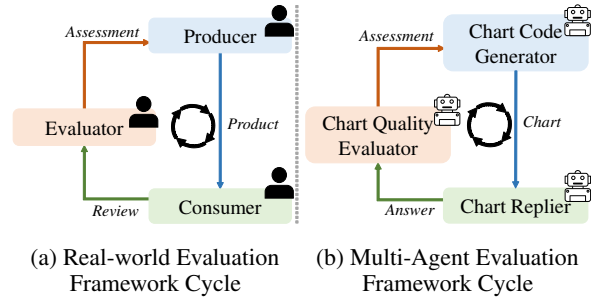 Assessment
Producer
Evaluator
Product
Review
Consumer
(a) Real-world Evaluation
Framework Cycle
Assessment
Chart Code
Generator
Chart Quality
Evaluator
Chart
Answer
Chart Replier
(b) Multi-Agent Evaluation
Framework Cycle